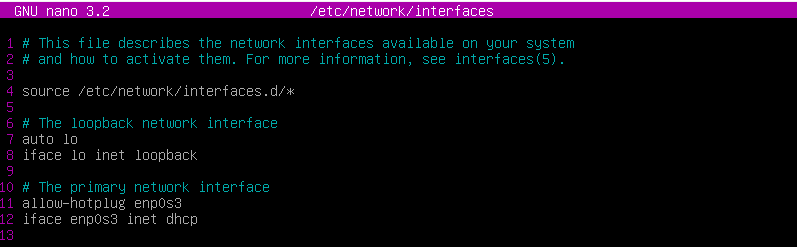 GNU nano 3.2 /etc/network/interfaces
1 # This file describes the network interfaces available on your system
2 # and how to activate them. For more information, see interfaces(5).
3
4 source /etc/network/interfaces.d/*
5
6 # The loopback network interface
7 auto lo
8 iface lo inet loopback
9
10 # The primary network interface
11 allow-hotplug enp0s3
12 iface enp0s3 inet dhcp
13